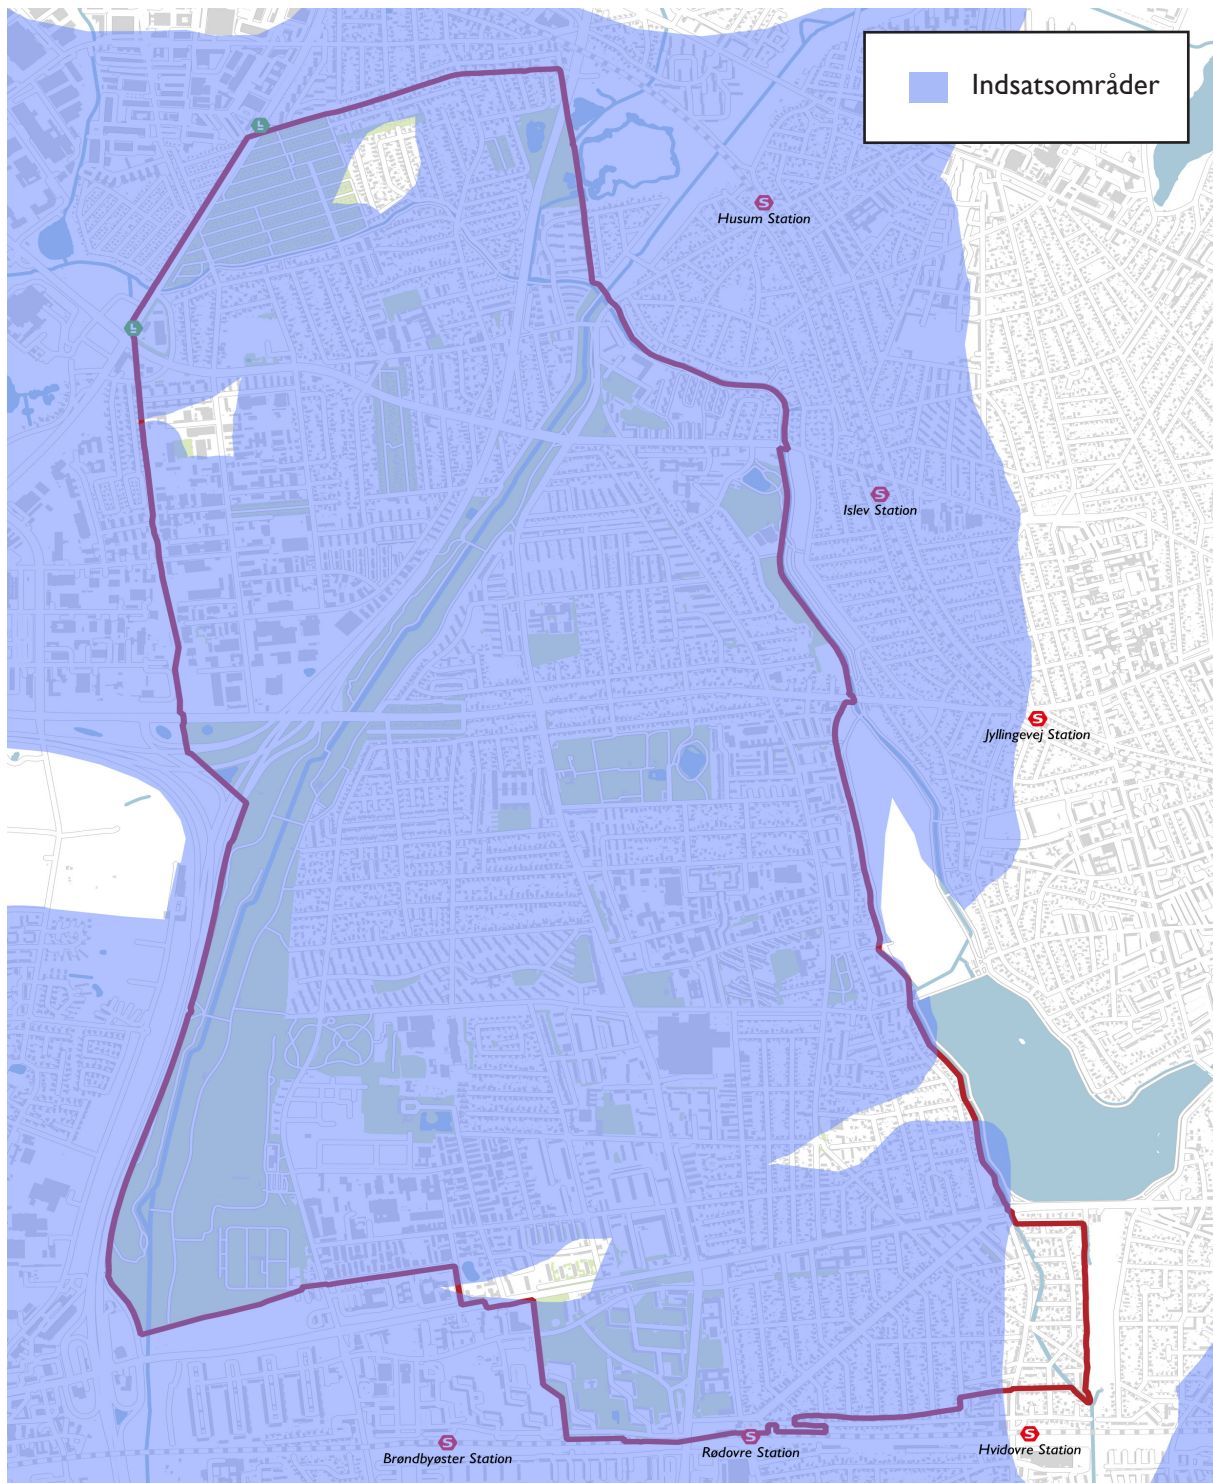 Indsatsområder
L
S
Husum Station
L
S
Islev Station
S
Jyllingevej Station
S
Hvidovre Station
S
Rødovre Station
S
Brøndbyøster Station